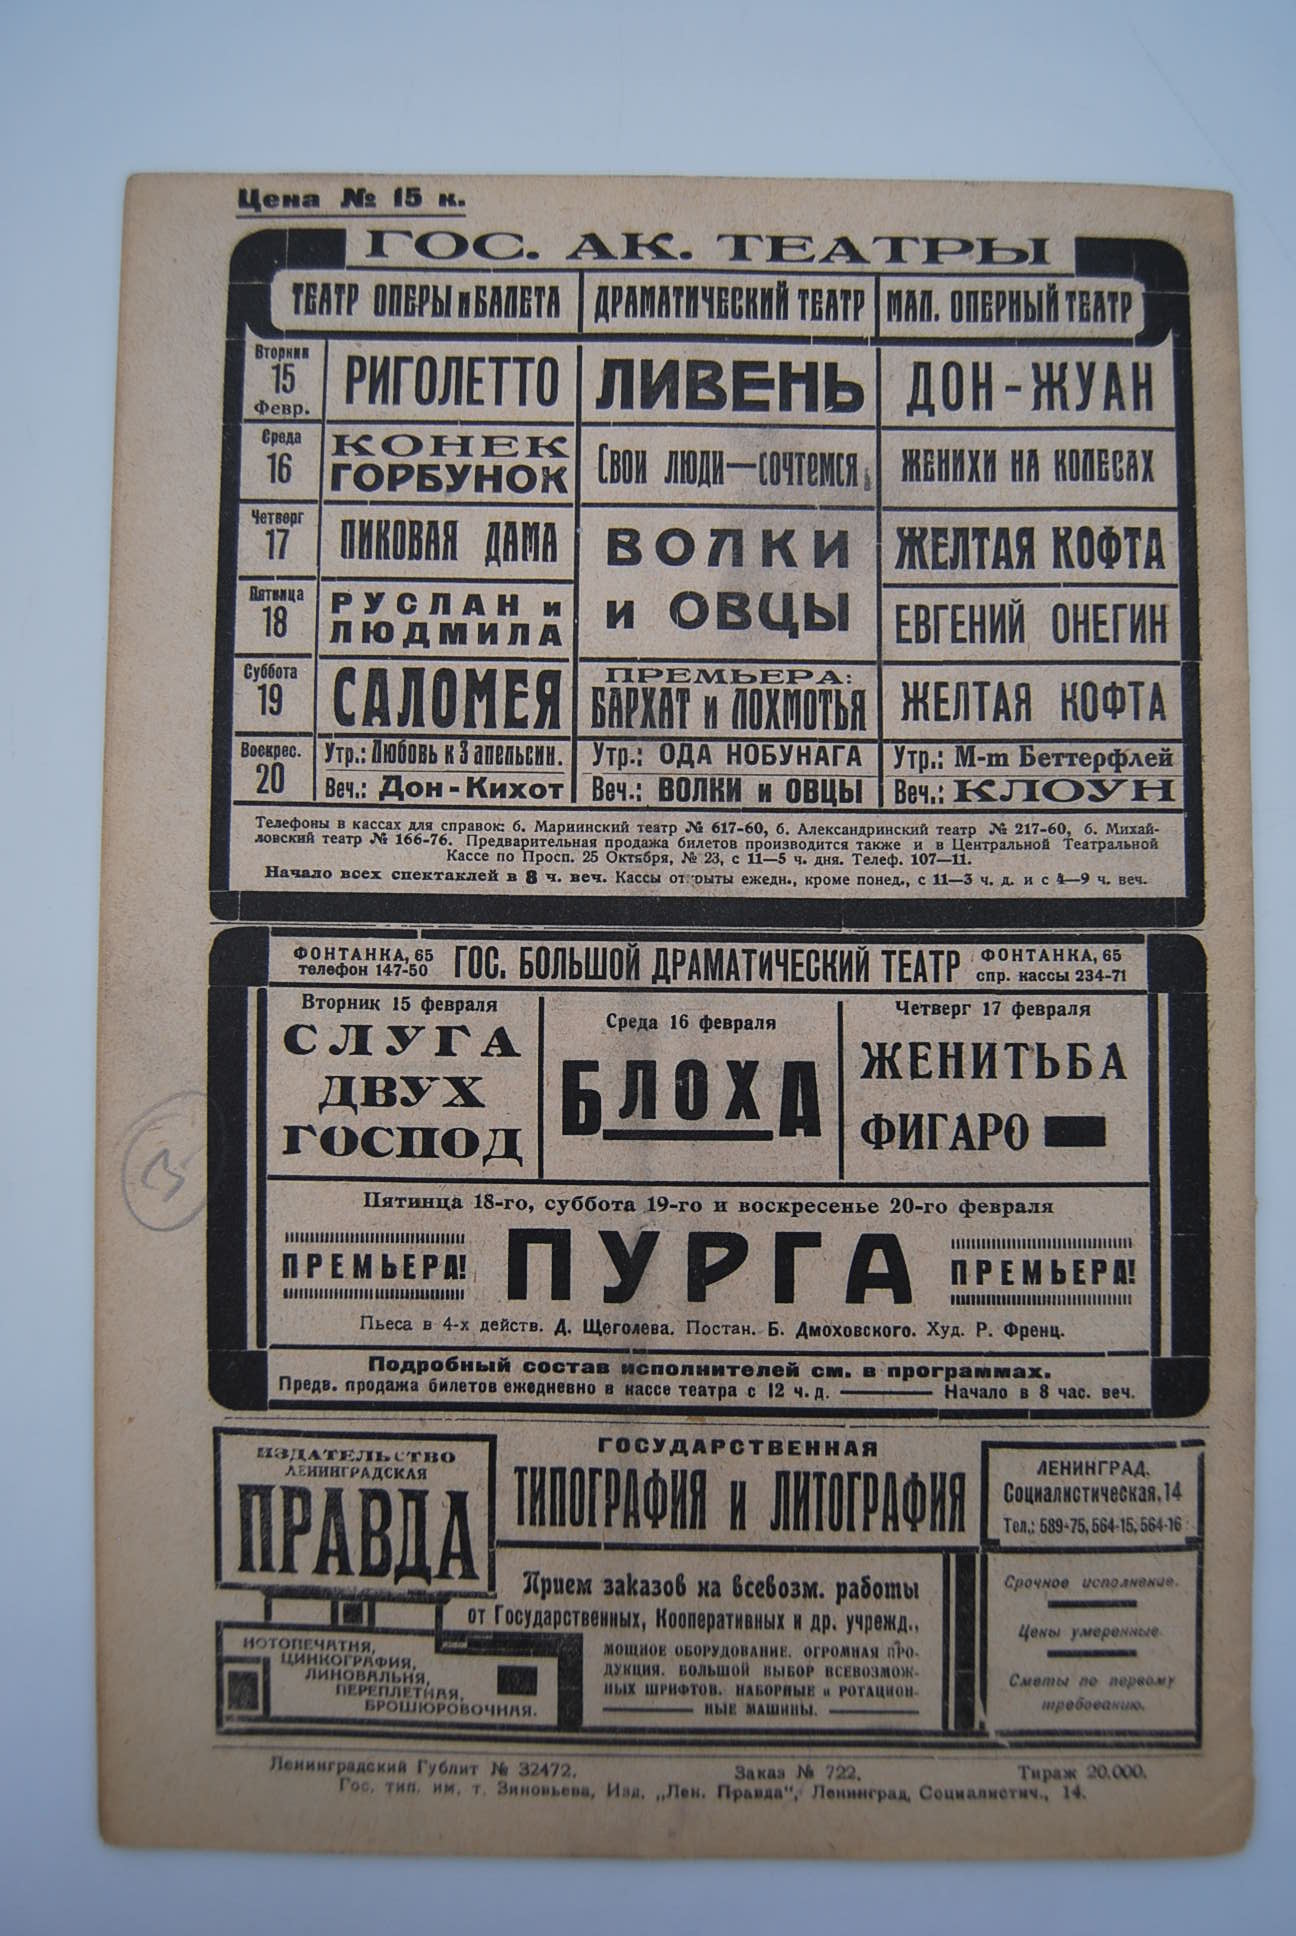 Цена № 15 к.
ГОС. АК. ТЕАТРЫ
ТЕАТР ОПЕРЫ и БАЛЕТА
ДРАМАТИЧЕСКИЙ ТЕАТР
МАЛ. ОПЕРНЫЙ ТЕАТР
Вторник
15
Февр.
РИГОЛЕТТО
ЛИВЕНЬ
ДОН-ЖУАН
Среда
16
КОНЕК
ГОРБУНОК
Свои люди—сочтемся
ЖЕНИХИ НА КОЛЕСАХ
Четверг
17
ПИКОВАЯ ДАМА
ВОЛКИ
и ОВЦЫ
ЖЕЛТАЯ КОФТА
Пятница
18
РУСЛАН и
ЛЮДМИЛА
ЕВГЕНИЙ ОНЕГИН
Суббота
19
САЛОМЕЯ
ПРЕМЬЕРА:
БАРХАТ и ЛОХМОТЬЯ
ЖЕЛТАЯ КОФТА
Воскрес.
20
Утр.: Любовь к 3 апельсин.
Веч.: Дон-Кихот
Утр.: ОДА НОБУНАГА
Веч.: ВОЛКИ и ОВЦЫ
Утр.: М-m Беттерфлей
Веч.: КЛОУН
Телефоны в кассах для справок: б. Мариинский театр № 617-60, б. Александринский театр № 217-60, б. Михай-
ловский театр № 166-76. Предварительная продажа билетов производится также и в Центральной Театральной
Кассе по Просп. 25 Октября, № 23, с 11—5 ч. дня. Телеф. 107—11.
Начало всех спектаклей в 8 ч. веч. Кассы открыты ежедн., кроме понед., с 11—3 ч. д. и с 4—9 ч. веч.
ФОНТАНКА, 65
телефон 147-50
ГОС. БОЛЬШОЙ ДРАМАТИЧЕСКИЙ ТЕАТР
ФОНТАНКА, 65
спр. кассы 234-71
Вторник 15 февраля
СЛУГА
ДВУХ
ГОСПОД
Среда 16 февраля
БЛОХА
Четверг 17 февраля
ЖЕНИТЬБА
ФИГАРО
Пятница 18-го, суббота 19-го и воскресенье 20-го февраля
ПРЕМЬЕРА!
ПУРГА
ПРЕМЬЕРА!
Пьеса в 4-х действ. Д. Щеголева. Постан. Б. Дмоховского. Худ. Р. Френц.
Подробный состав исполнителей см. в программах.
Предв. продажа билетов ежедневно в кассе театра с 12 ч. д. — Начало в 8 час. веч.
ИЗДАТЕЛЬСТВО
ЛЕНИНГРАДСКАЯ
ПРАВДА
ГОСУДАРСТВЕННАЯ
ТИПОГРАФИЯ и ЛИТОГРАФИЯ
ЛЕНИНГРАД.
Социалистическая, 14
Тел.: 589-75, 564-15, 564-16
Прием заказов на всевозм. работы
от Государственных, Кооперативных и др. учрежд.,
НОТОПЕЧАТНЯ,
ЦИНКОГРАФИЯ,
ЛИНОВАЛЬНЯ,
ПЕРЕПЛЕТНАЯ,
БРОШЮРОВОЧНАЯ.
МОЩНОЕ ОБОРУДОВАНИЕ. ОГРОМНАЯ ПРО-
ДУКЦИЯ. БОЛЬШОЙ ВЫБОР ВСЕВОЗМОЖ-
НЫХ ШРИФТОВ. НАБОРНЫЕ и РОТАЦИОН-
НЫЕ МАШИНЫ.
Срочное исполнение.
Цены умеренные.
Сметы по первому
требованию.
Ленинградский Гублит № 32472. Заказ № 722. Тираж 20.000.
Гос. тип. им. т. Зиновьева, Изд. „Лен. Правда", Ленинград, Социалистич., 14.